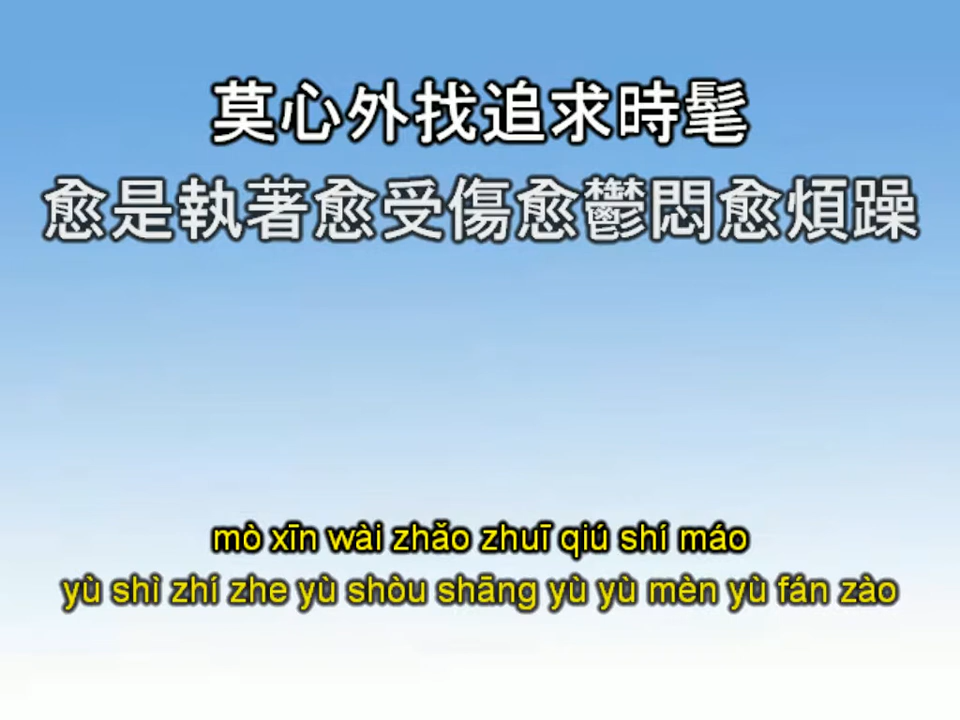 莫心外找追求時髦
愈是執著愈受傷愈鬱悶愈煩躁
mò xīn wài zhǎo zhuī qiú shí máo
yù shì zhí zhe yù shòu shāng yù yù mèn yù fán zào